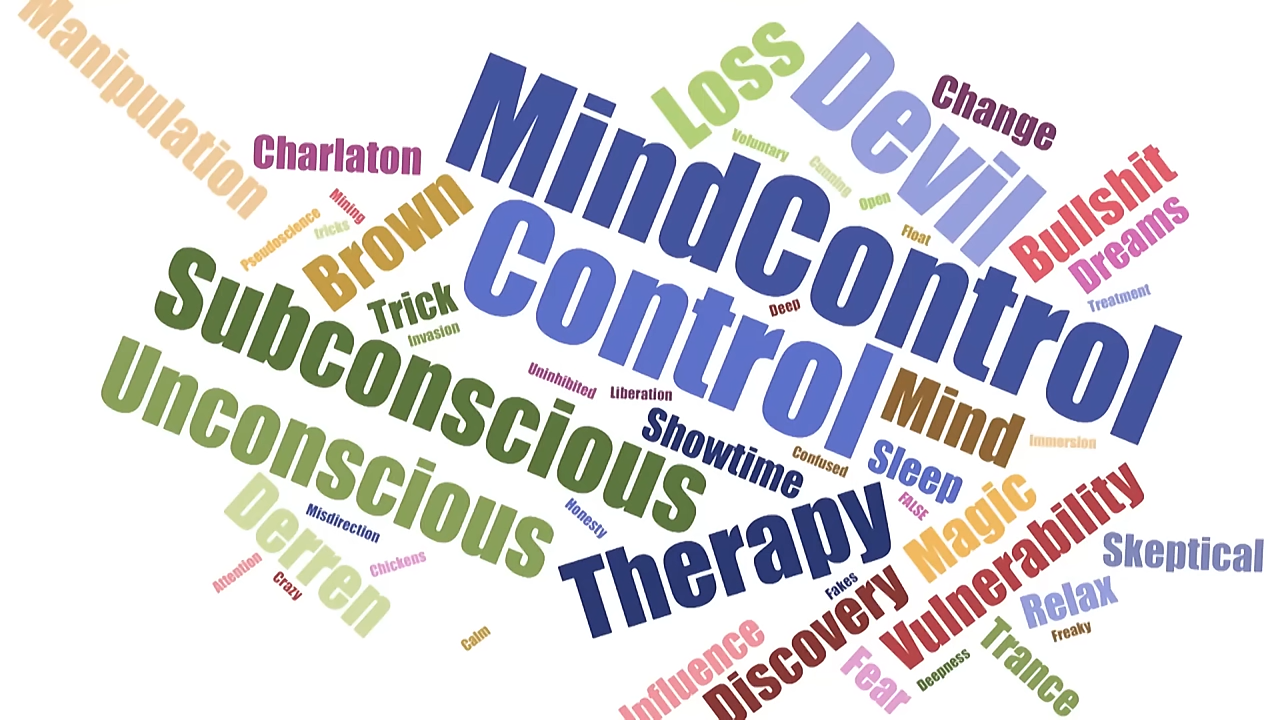 Manipulation
Loss
Devil
Change
MindControl
Charlaton
Voluntary
Cunning
Open
Float
Bullshit
Dreams
Treatment
Mining
Pseudoscience
tricks
Brown
Control
Trick
Invasion
Deep
Subconscious
Unconscious
Uninhibited
Liberation
Showtime
Confused
Mind
Immersion
Sleep
FALSE
Magic
Vulnerability
Derren
Misdirection
Honesty
Therapy
Attention
Crazy
Chickens
Calm
Fakes
Skeptical
Relax
Freaky
Influence
Discovery
Fear
Deepness
Trance